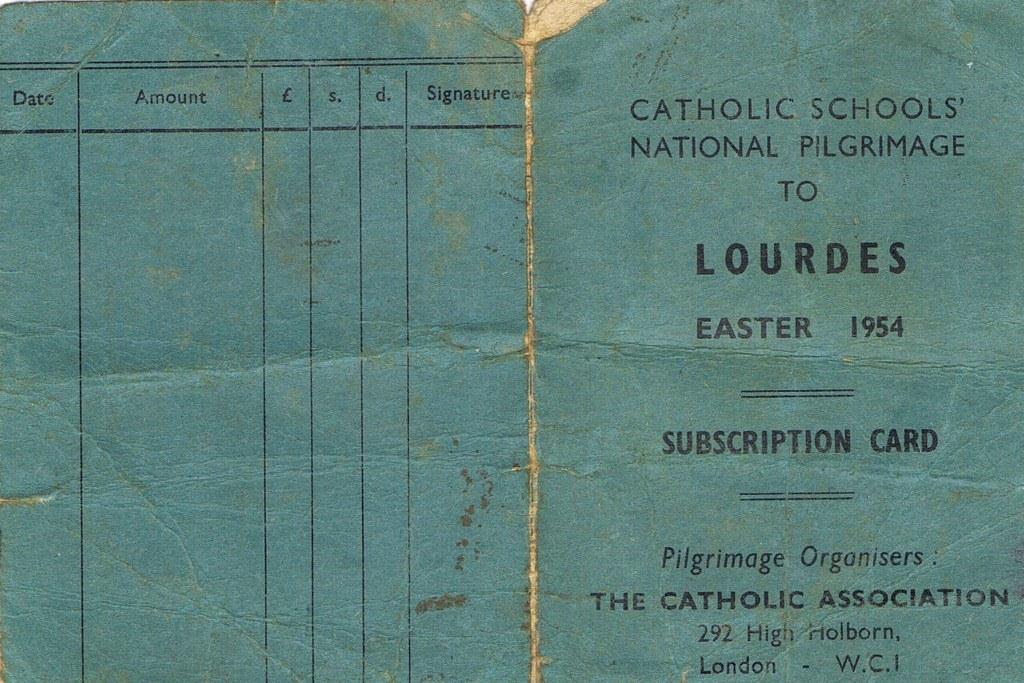 Date Amount £ s. d. Signature
CATHOLIC SCHOOLS'
NATIONAL PILGRIMAGE
TO
LOURDES
EASTER 1954
SUBSCRIPTION CARD
Pilgrimage Organisers :
THE CATHOLIC ASSOCIATION
292 High Holborn,
London - W.C.1